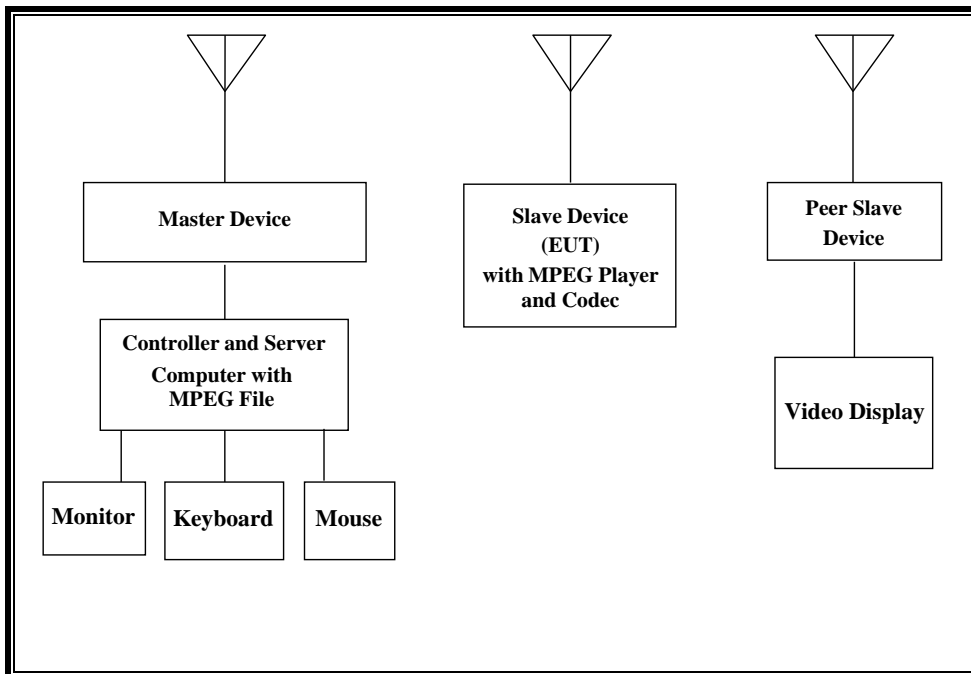 Master Device
Controller and Server
Computer with
MPEG File
Monitor
Keyboard
Mouse
Slave Device
(EUT)
with MPEG Player
and Codec
Peer Slave
Device
Video Display